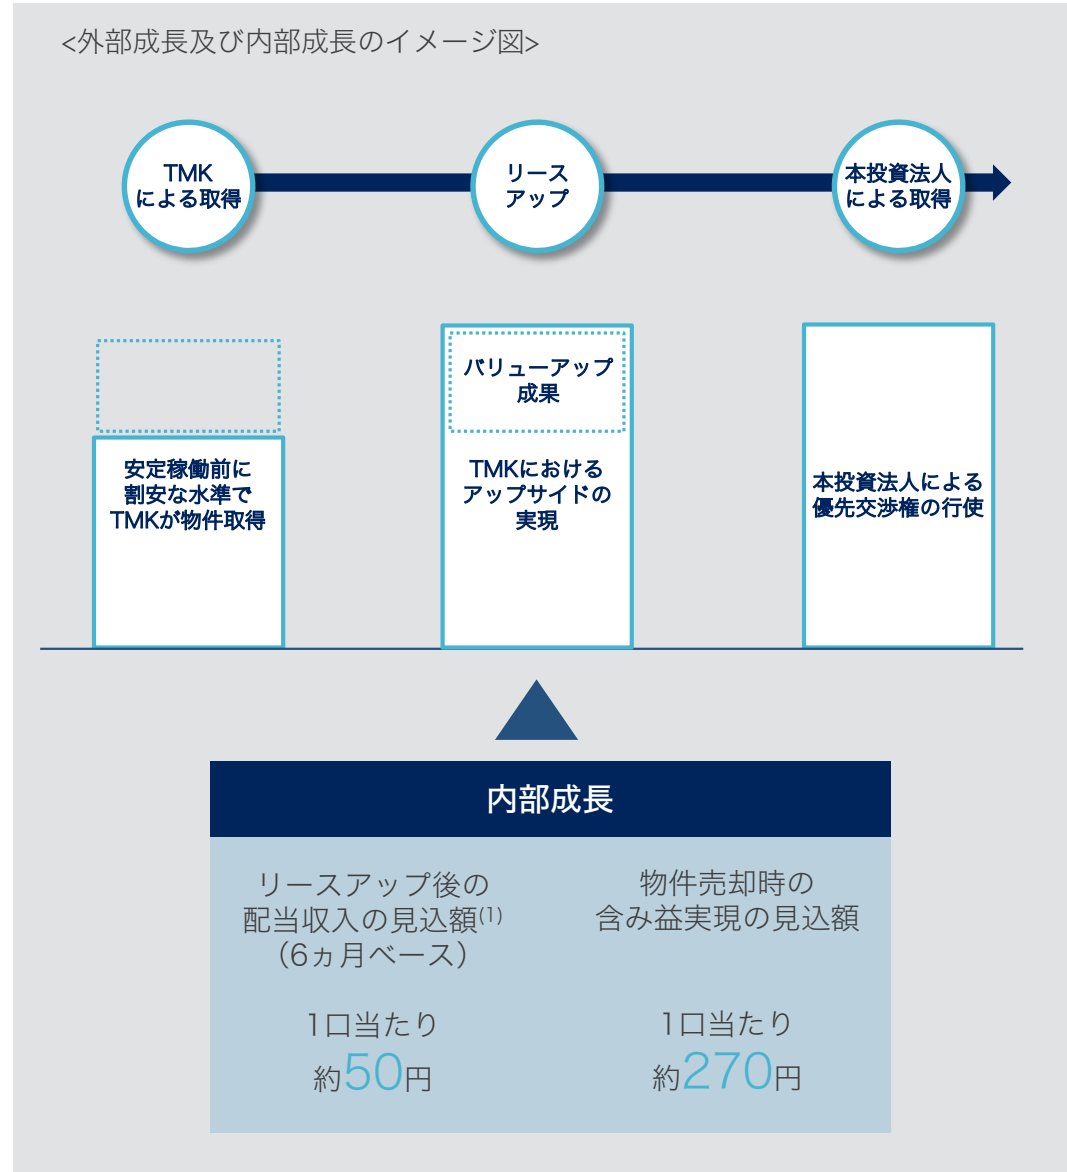 <外部成長及び内部成長のイメージ図>
TMK
による取得
リース
アップ
本投資法人
による取得
安定稼働前に
割安な水準で
TMKが物件取得
バリューアップ
成果
TMKにおける
アップサイドの
実現
本投資法人による
優先交渉権の行使
内部成長
リースアップ後の
配当収入の見込額(1)
(6ヵ月ベース)
1口当たり
約50円
物件売却時の
含み益実現の見込額
1口当たり
約270円